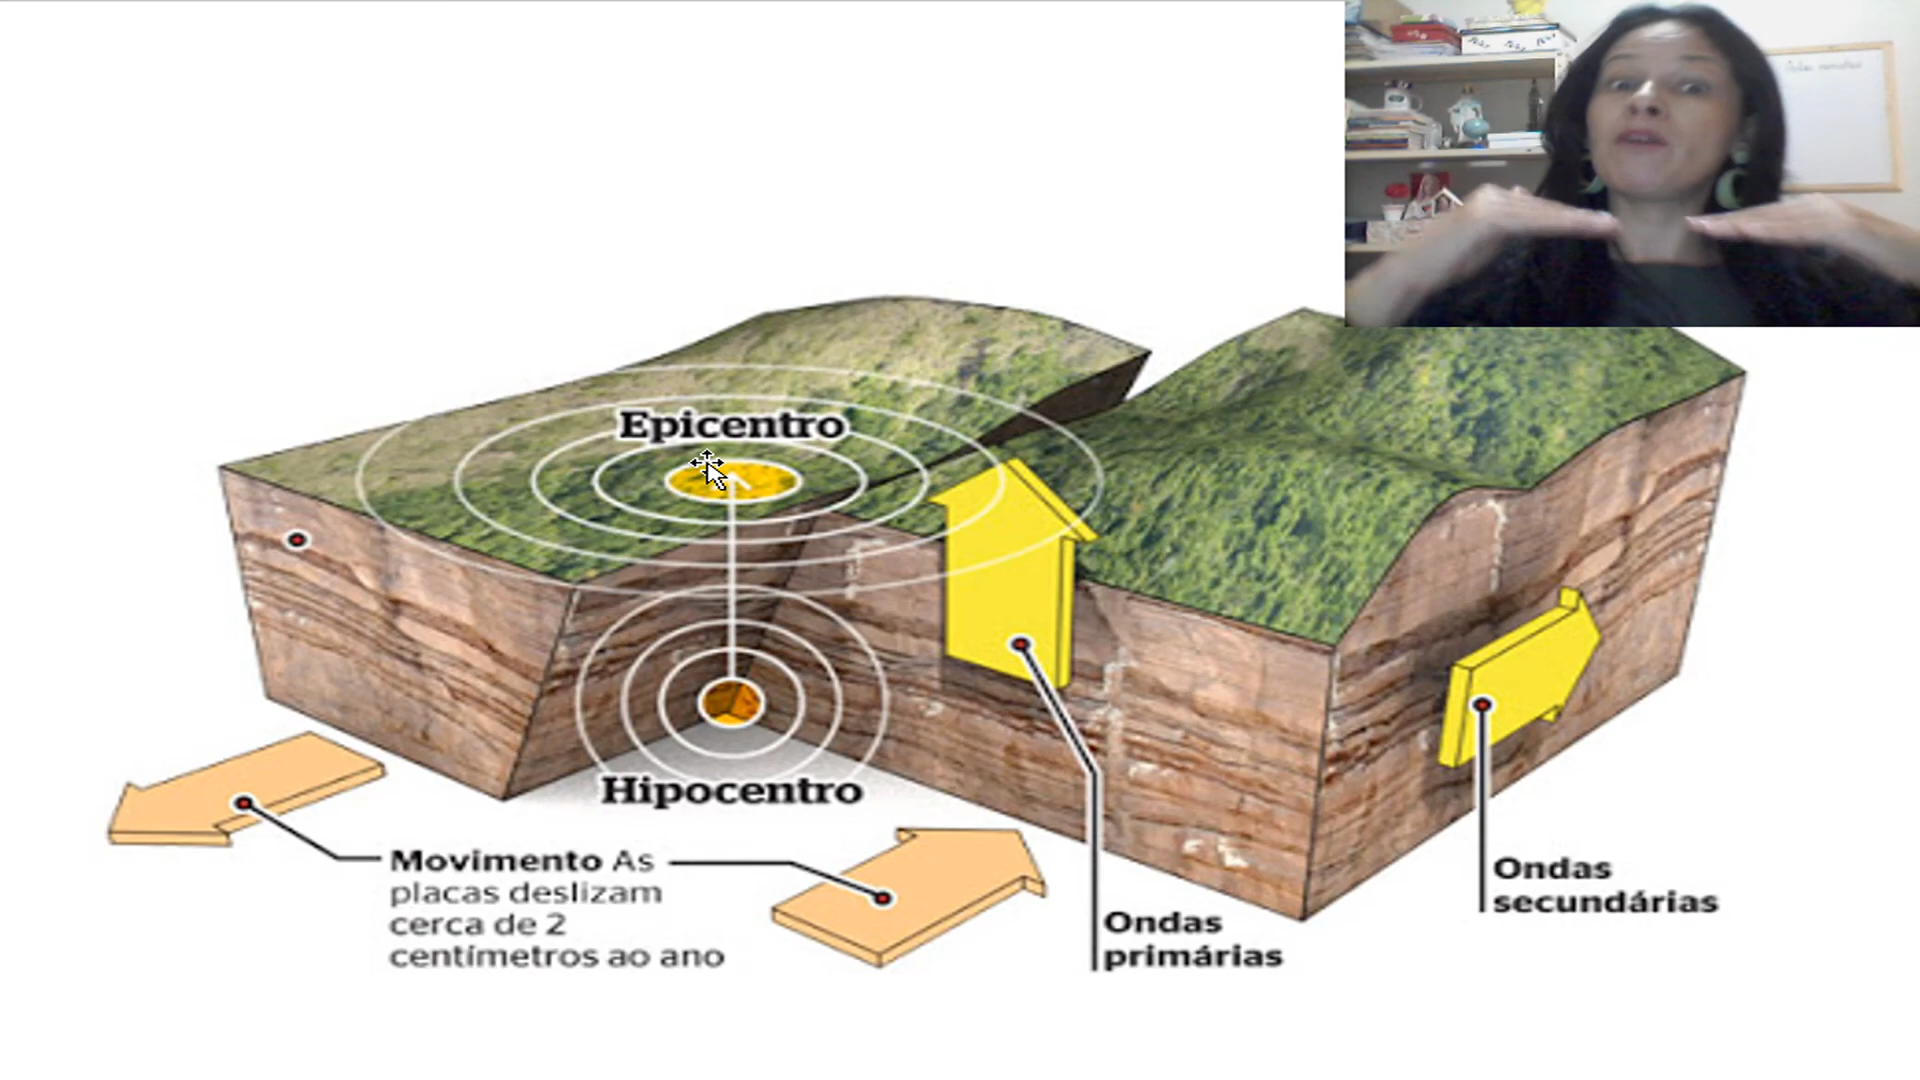 Epicentro
Hipocentro
Movimento As
placas deslizam
cerca de 2
centímetros ao ano
Ondas
primárias
Ondas
secundárias